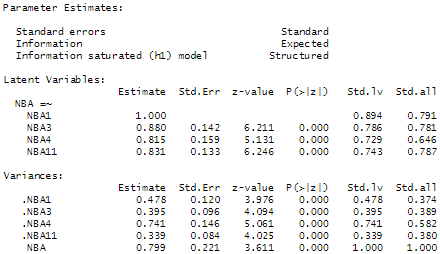 Parameter Estimates:
Standard errors Standard
Information Expected
Information saturated (h1) model Structured
Latent Variables:
Estimate Std.Err z-value P(>|z|) Std.lv Std.all
NBA =~
NBA1 1.000 0.894 0.791
NBA3 0.880 0.142 6.211 0.000 0.786 0.781
NBA4 0.815 0.159 5.131 0.000 0.729 0.646
NBA11 0.831 0.133 6.246 0.000 0.743 0.787
Variances:
Estimate Std.Err z-value P(>|z|) Std.lv Std.all
.NBA1 0.478 0.120 3.976 0.000 0.478 0.374
.NBA3 0.395 0.096 4.094 0.000 0.395 0.389
.NBA4 0.741 0.146 5.061 0.000 0.741 0.582
.NBA11 0.339 0.084 4.025 0.000 0.339 0.380
NBA 0.799 0.221 3.611 0.000 1.000 1.000